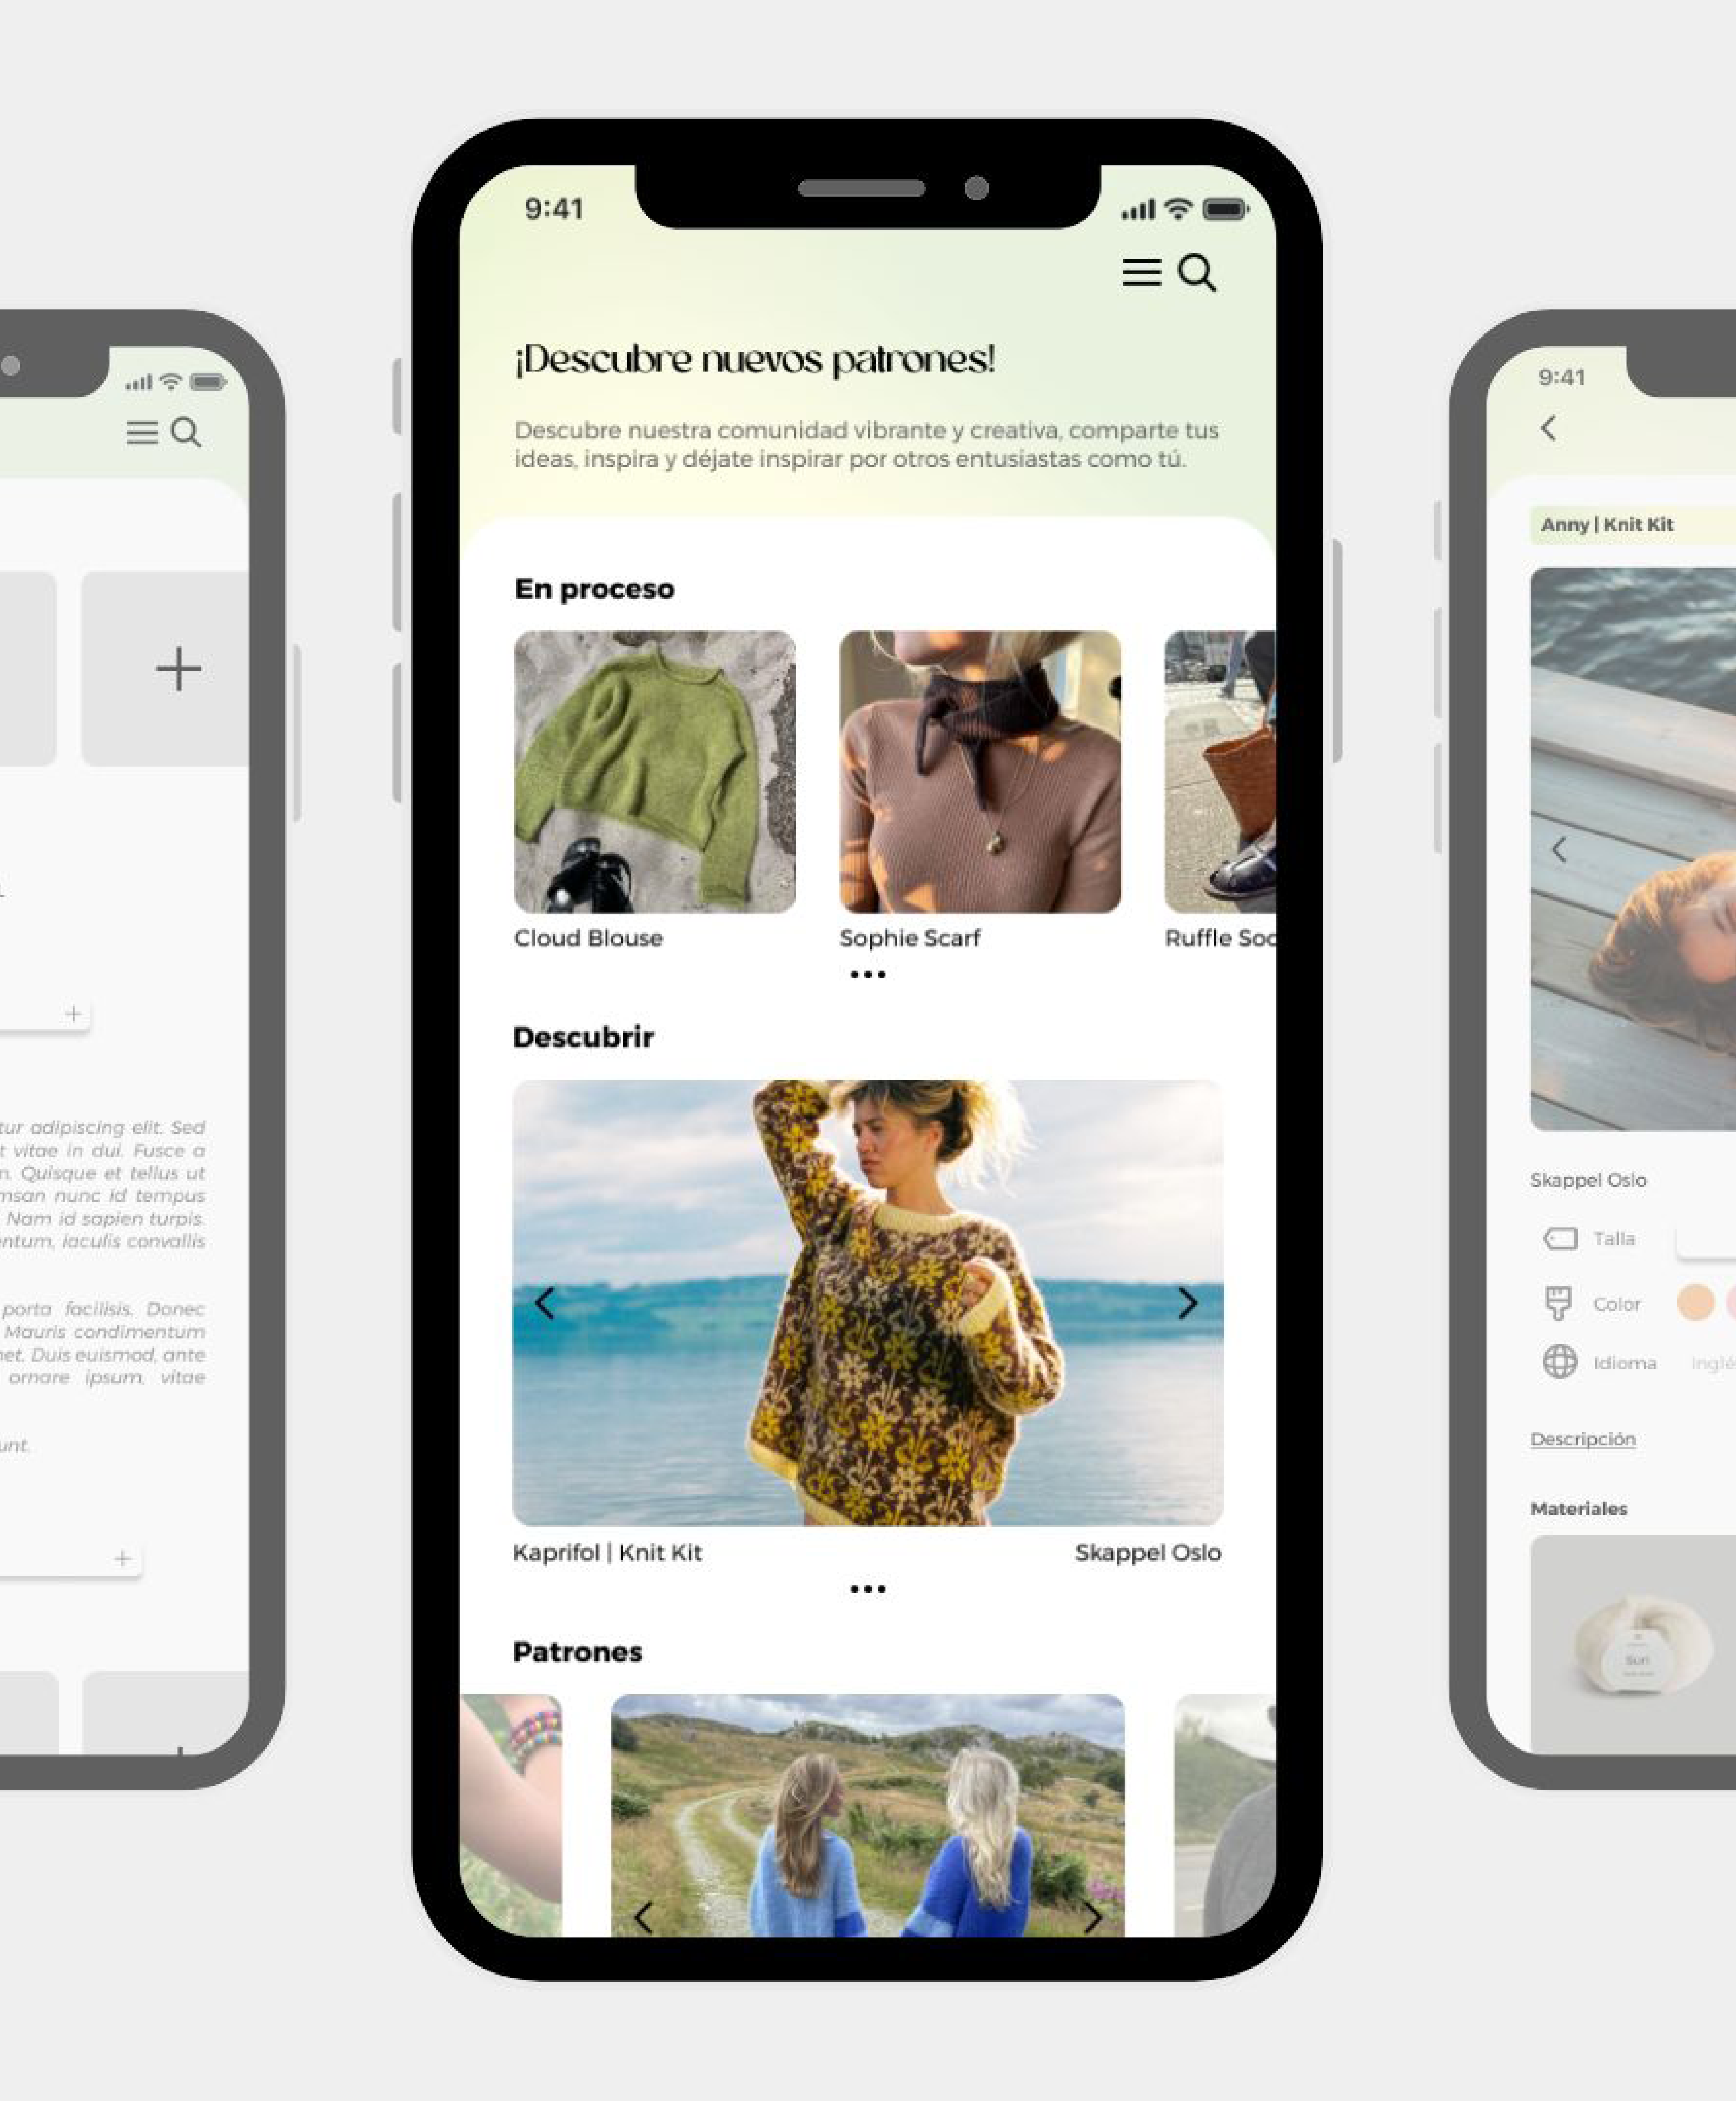 9:41
¡Descubre nuevos patrones!
Descubre nuestra comunidad vibrante y creativa, comparte tus
ideas, inspira y déjate inspirar por otros entusiastas como tú.
En proceso
Cloud Blouse
Sophie Scarf
Ruffle Soc
Descubrir
Kaprifol | Knit Kit
Skappel Oslo
Patrones
tur adipiscing elit. Sed
t vitae in dui. Fusce a
n. Quisque et tellus ut
msan nunc id tempus
Nam id sapien turpis.
entum, iaculis convallis
porta facilisis. Donec
Mauris condimentum
net. Duis euismod, ante
ornare ipsum, vitae
unt.
9:41
Anny | Knit Kit
Skappel Oslo
Talla
Color
Idioma
Inglé
Descripción
Materiales